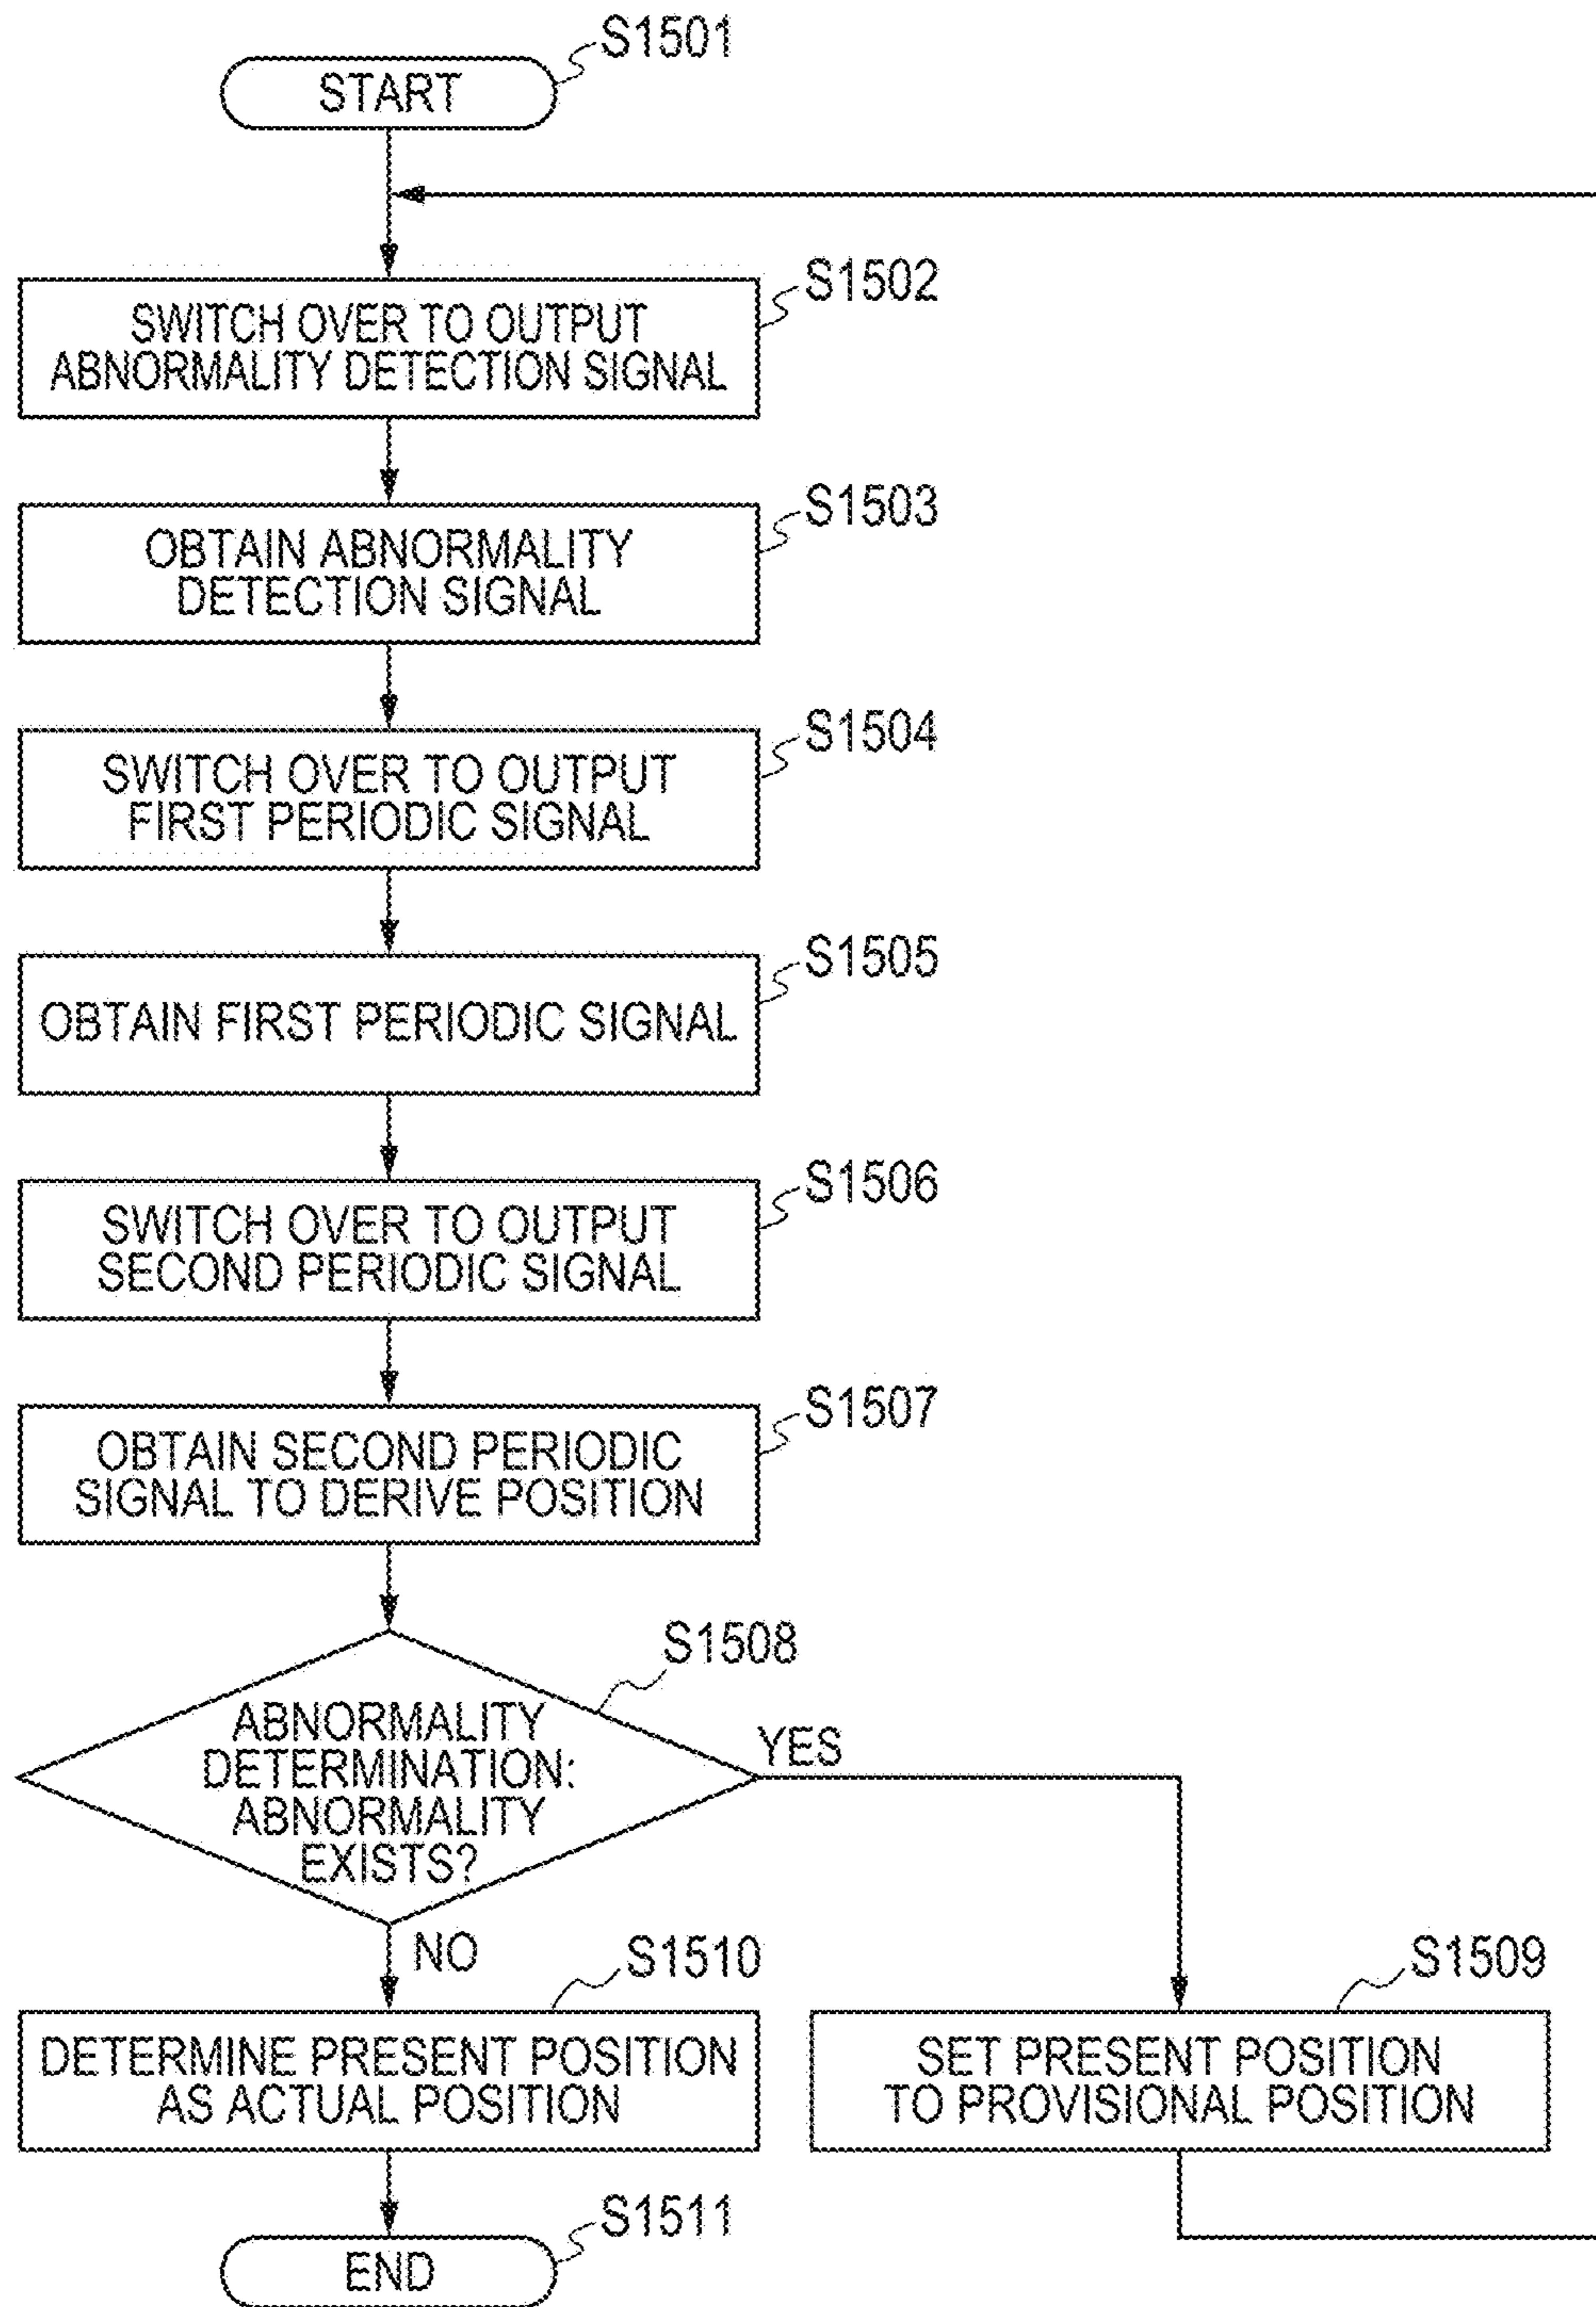 S1501
START
S1502
SWITCH OVER TO OUTPUT
ABNORMALITY DETECTION SIGNAL
S1503
OBTAIN ABNORMALITY
DETECTION SIGNAL
S1504
SWITCH OVER TO OUTPUT
FIRST PERIODIC SIGNAL
S1505
OBTAIN FIRST PERIODIC SIGNAL
S1506
SWITCH OVER TO OUTPUT
SECOND PERIODIC SIGNAL
S1507
OBTAIN SECOND PERIODIC
SIGNAL TO DERIVE POSITION
S1508
ABNORMALITY
DETERMINATION:
ABNORMALITY
EXISTS?
YES
NO
S1510
DETERMINE PRESENT POSITION
AS ACTUAL POSITION
S1509
SET PRESENT POSITION
TO PROVISIONAL POSITION
S1511
END